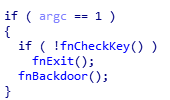 if ( argc == 1 )
{
  if ( !fnCheckKey() )
    fnExit();
  fnBackdoor();
}